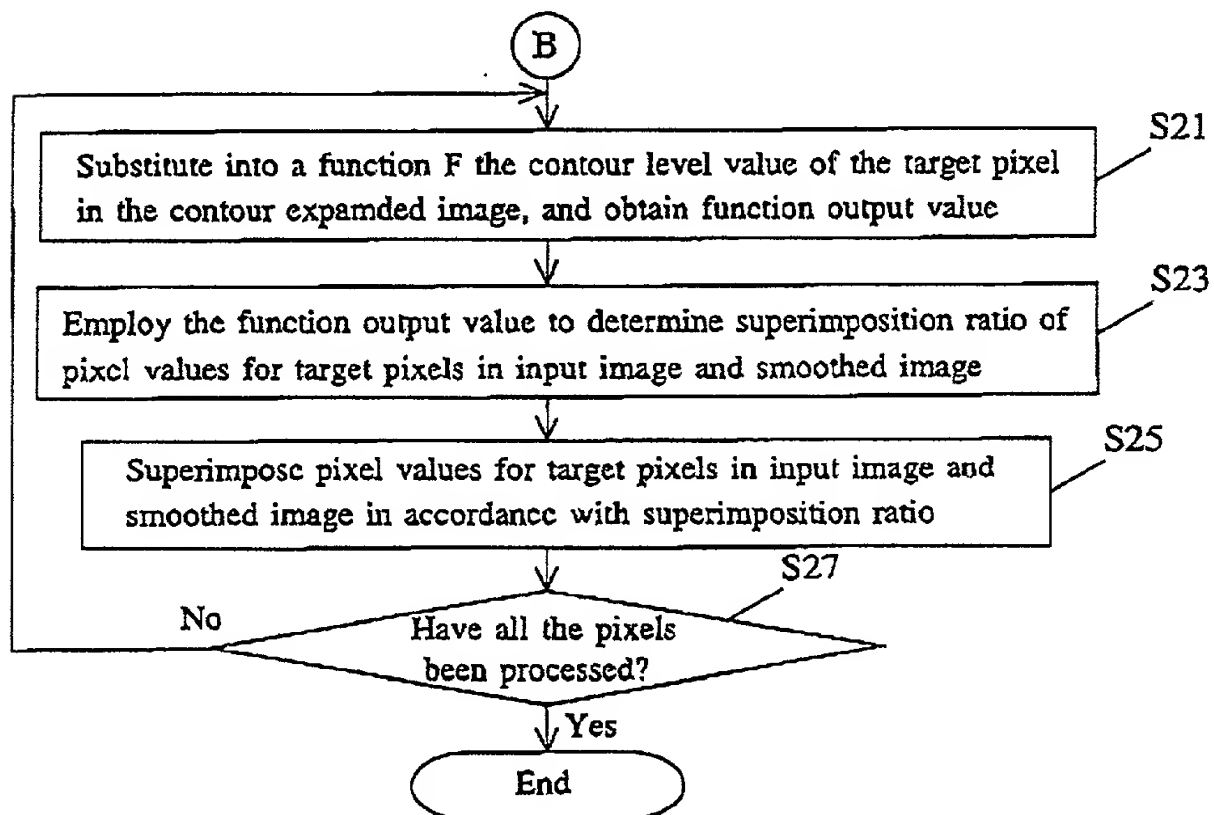 B
S21
Substitute into a function F the contour level value of the target pixel
in the contour expamded image, and obtain function output value
S23
Employ the function output value to determine superimposition ratio of
pixel values for target pixels in input image and smoothed image
S25
Superimpose pixel values for target pixels in input image and
smoothed image in accordance with superimposition ratio
S27
No
Have all the pixels
been processed?
Yes
End